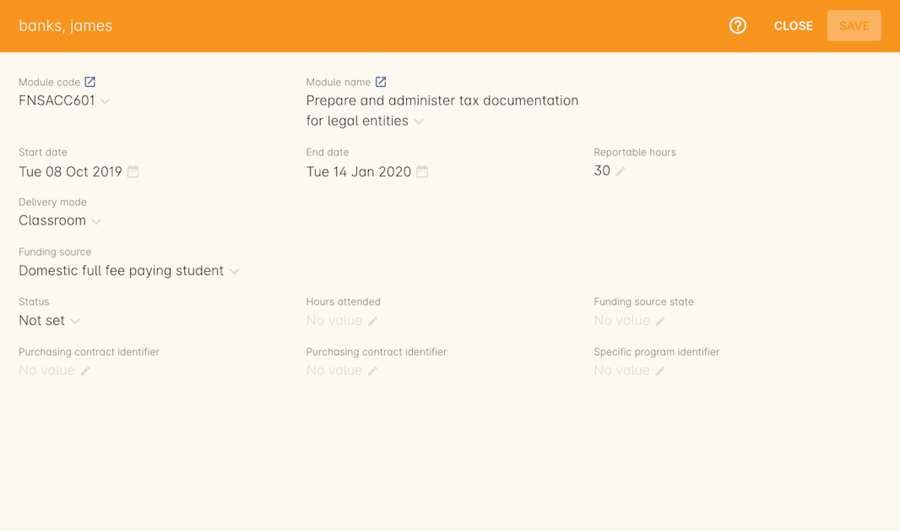 banks, james
CLOSE
SAVE
Module code
Module name
FNSACC601
Prepare and administer tax documentation
for legal entities
Start date
End date
Reportable hours
Tue 08 Oct 2019
Tue 14 Jan 2020
30
Delivery mode
Classroom
Funding source
Domestic full fee paying student
Status
Hours attended
Funding source state
Not set
No value
No value
Purchasing contract identifier
Purchasing contract identifier
Specific program identifier
No value
No value
No value